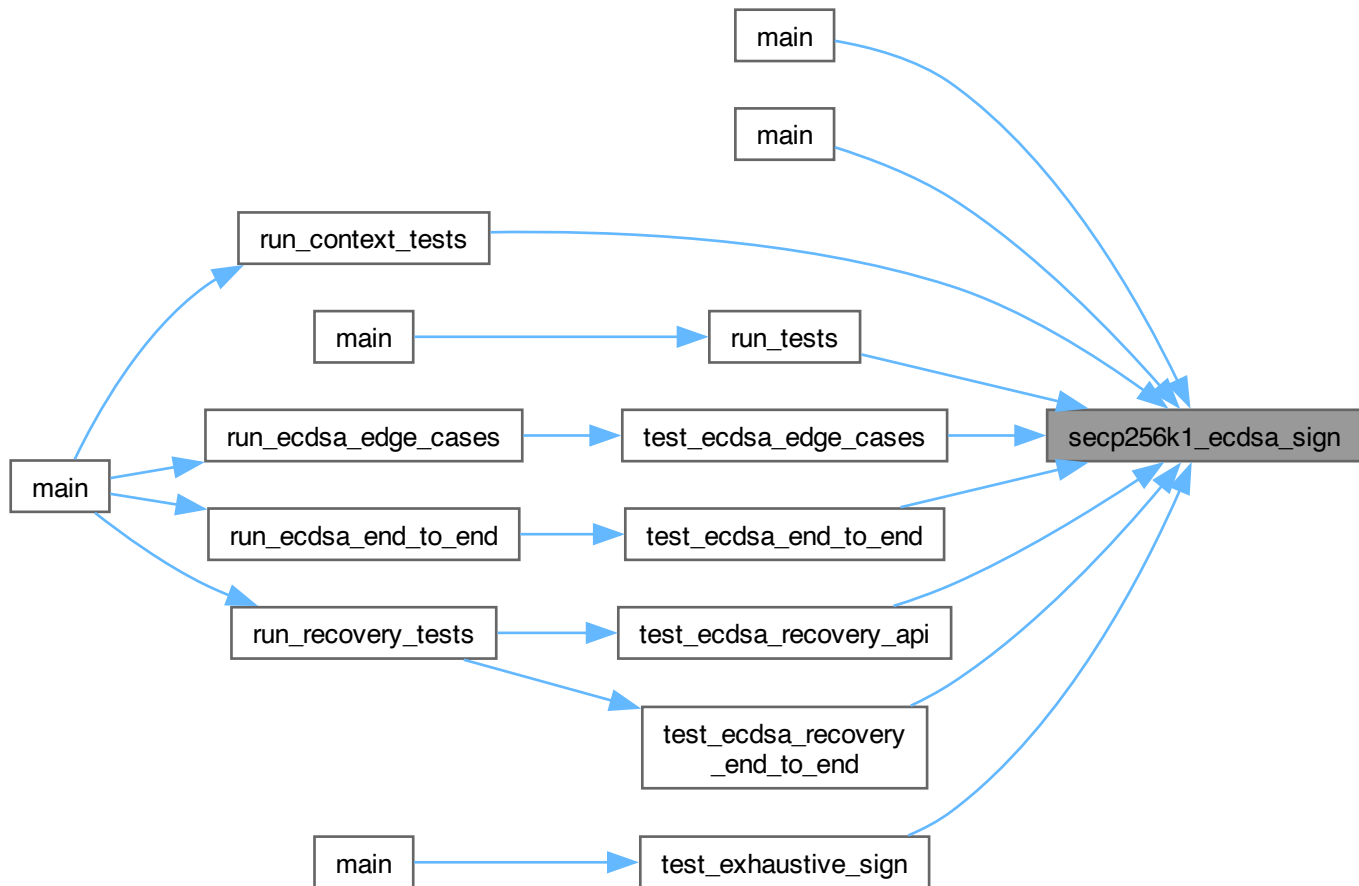 main
main
run_context_tests
main
run_tests
run_ecdsa_edge_cases
test_ecdsa_edge_cases
secp256k1_ecdsa_sign
main
run_ecdsa_end_to_end
test_ecdsa_end_to_end
run_recovery_tests
test_ecdsa_recovery_api
test_ecdsa_recovery
_end_to_end
main
test_exhaustive_sign